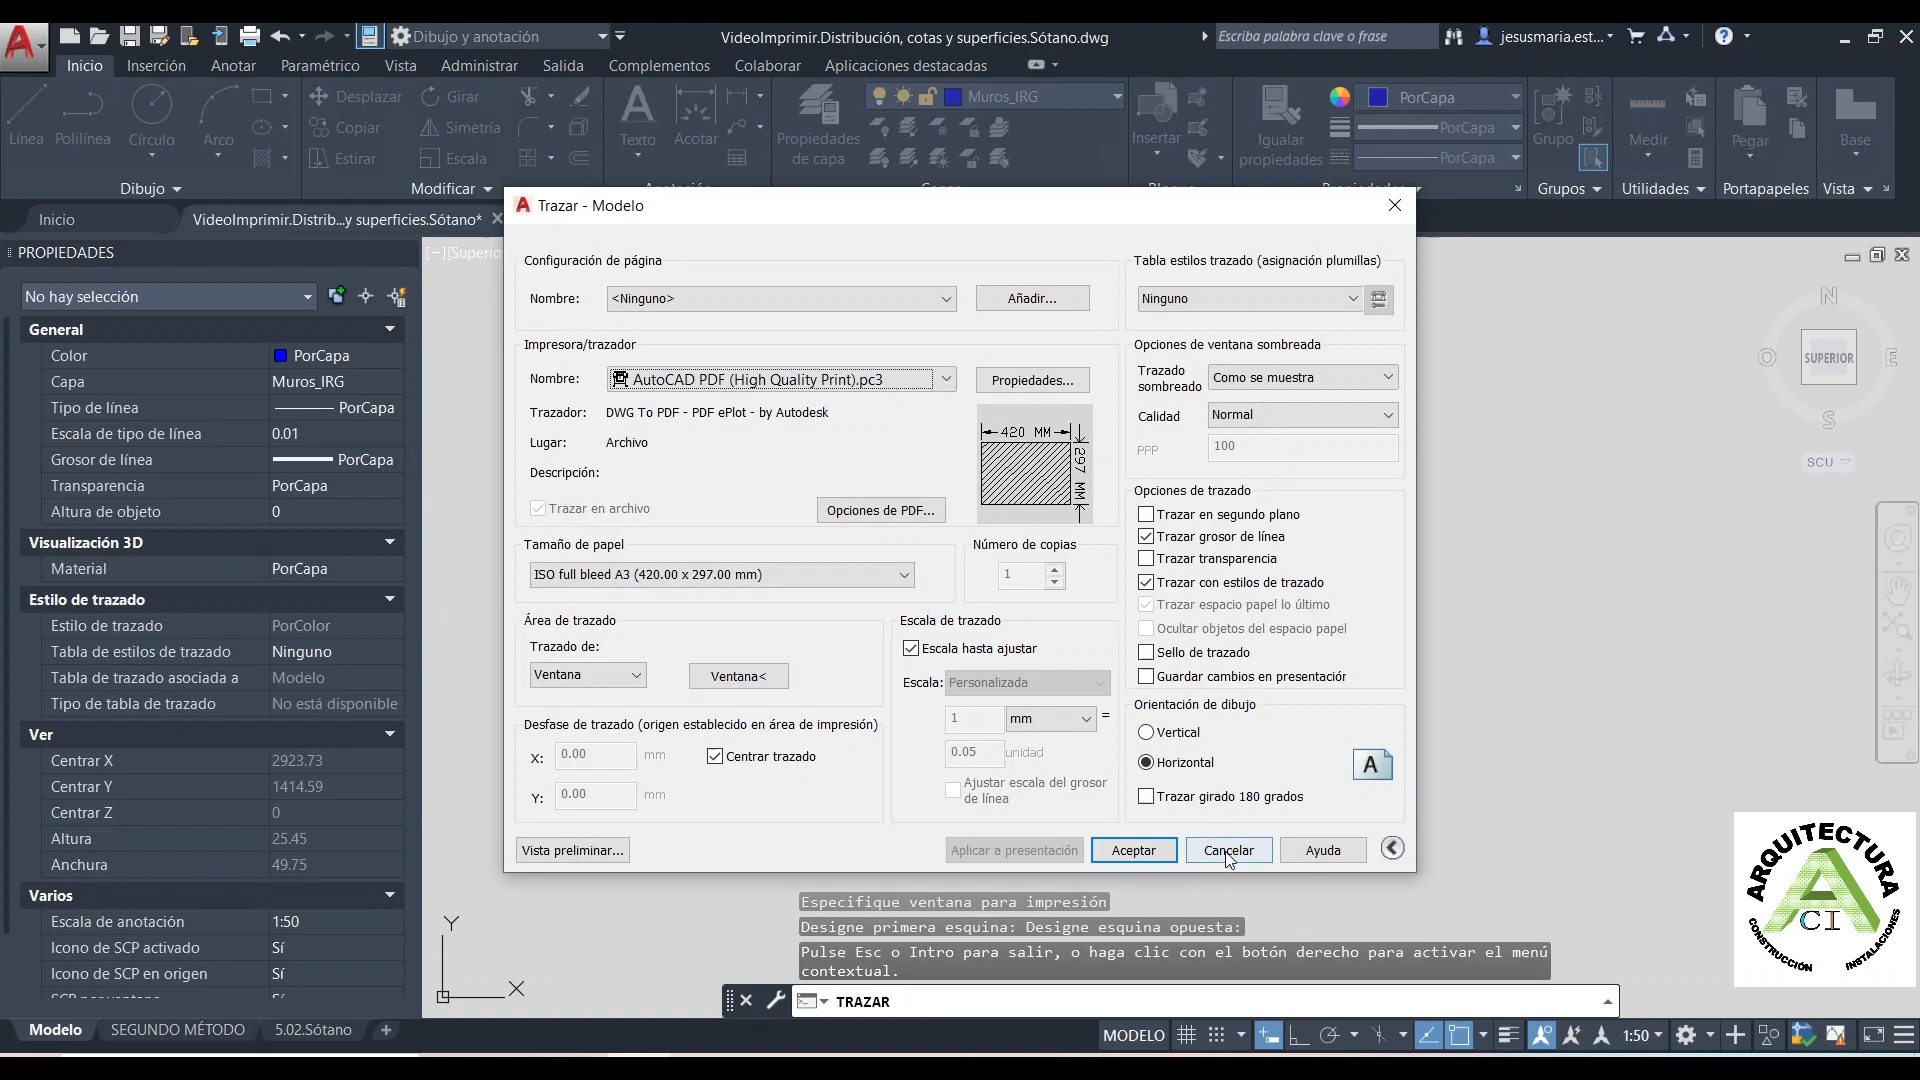 Dibujo y anotación
VideoImprimir.Distribución, cotas y superficies.Sótano.dwg
Escriba palabra clave o frase
jesusmaria.est...
Inicio
Inserción
Anotar
Paramétrico
Vista
Administrar
Salida
Complementos
Colaborar
Aplicaciones destacadas
Línea
Polilínea
Círculo
Arco
Desplazar
Girar
Copiar
Simetría
Estirar
Escala
Texto
Acotar
Propiedades
de capa
Muros_IRG
Insertar
Igualar
propiedades
PorCapa
PorCapa
PorCapa
Grupo
Medir
Pegar
Base
Dibujo
Modificar
Grupos
Utilidades
Portapapeles
Vista
Inicio
VideoImprimir.Distrib...y superficies.Sótano*
PROPIEDADES
No hay selección
General
Color PorCapa
Capa Muros_IRG
Tipo de línea PorCapa
Escala de tipo de línea 0.01
Grosor de línea PorCapa
Transparencia PorCapa
Altura de objeto 0
Visualización 3D
Material PorCapa
Estilo de trazado
Estilo de trazado PorColor
Tabla de estilos de trazado Ninguno
Tabla de trazado asociada a Modelo
Tipo de tabla de trazado No está disponible
Ver
Centrar X 2923.73
Centrar Y 1414.59
Centrar Z 0
Altura 25.45
Anchura 49.75
Varios
Escala de anotación 1:50
Icono de SCP activado Sí
Icono de SCP en origen Sí
[−][Superio
Trazar - Modelo
Configuración de página
Nombre: <Ninguno> Añadir...
Impresora/trazador
Nombre: AutoCAD PDF (High Quality Print).pc3 Propiedades...
Trazador: DWG To PDF - PDF ePlot - by Autodesk
Lugar: Archivo
Descripción:
Trazar en archivo
Opciones de PDF...
420 MM
297 MM
Tamaño de papel
ISO full bleed A3 (420.00 x 297.00 mm)
Número de copias
1
Área de trazado
Trazado de:
Ventana Ventana<
Desfase de trazado (origen establecido en área de impresión)
X: 0.00 mm Centrar trazado
Y: 0.00 mm
Escala de trazado
Escala hasta ajustar
Escala: Personalizada
1 mm =
0.05 unidad
Ajustar escala del grosor
de línea
Tabla estilos trazado (asignación plumillas)
Ninguno
Opciones de ventana sombreada
Trazado
sombreado
Como se muestra
Calidad Normal
PPP 100
Opciones de trazado
Trazar en segundo plano
Trazar grosor de línea
Trazar transparencia
Trazar con estilos de trazado
Trazar espacio papel lo último
Ocultar objetos del espacio papel
Sello de trazado
Guardar cambios en presentación
Orientación de dibujo
Vertical
Horizontal
A
Trazar girado 180 grados
Vista preliminar...
Aplicar a presentación
Aceptar
Cancelar
Ayuda
N
O
SUPERIOR
E
S
SCU
ARQUITECTURA
CI
CONSTRUCCIÓN
INSTALACIONES
Y
X
Especifique ventana para impresión
Designe primera esquina: Designe esquina opuesta:
Pulse Esc o Intro para salir, o haga clic con el botón derecho para activar el menú
contextual.
TRAZAR
Modelo
SEGUNDO MÉTODO
5.02.Sótano
MODELO
1:50